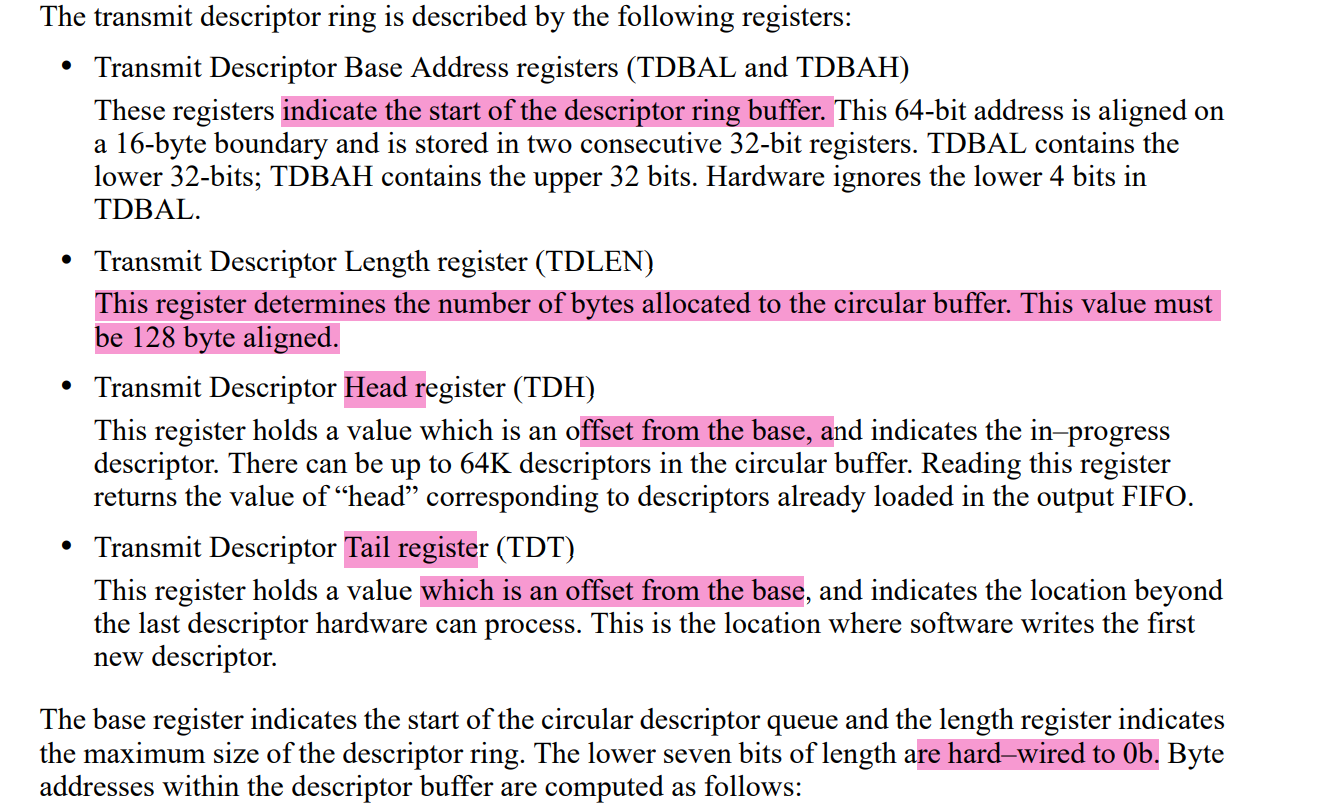 The transmit descriptor ring is described by the following registers:
• Transmit Descriptor Base Address registers (TDBAL and TDBAH)
These registers indicate the start of the descriptor ring buffer. This 64-bit address is aligned on
a 16-byte boundary and is stored in two consecutive 32-bit registers. TDBAL contains the
lower 32-bits; TDBAH contains the upper 32 bits. Hardware ignores the lower 4 bits in
TDBAL.
• Transmit Descriptor Length register (TDLEN)
This register determines the number of bytes allocated to the circular buffer. This value must
be 128 byte aligned.
• Transmit Descriptor Head register (TDH)
This register holds a value which is an offset from the base, and indicates the in–progress
descriptor. There can be up to 64K descriptors in the circular buffer. Reading this register
returns the value of “head” corresponding to descriptors already loaded in the output FIFO.
• Transmit Descriptor Tail register (TDT)
This register holds a value which is an offset from the base, and indicates the location beyond
the last descriptor hardware can process. This is the location where software writes the first
new descriptor.
The base register indicates the start of the circular descriptor queue and the length register indicates
the maximum size of the descriptor ring. The lower seven bits of length are hard–wired to 0b. Byte
addresses within the descriptor buffer are computed as follows: